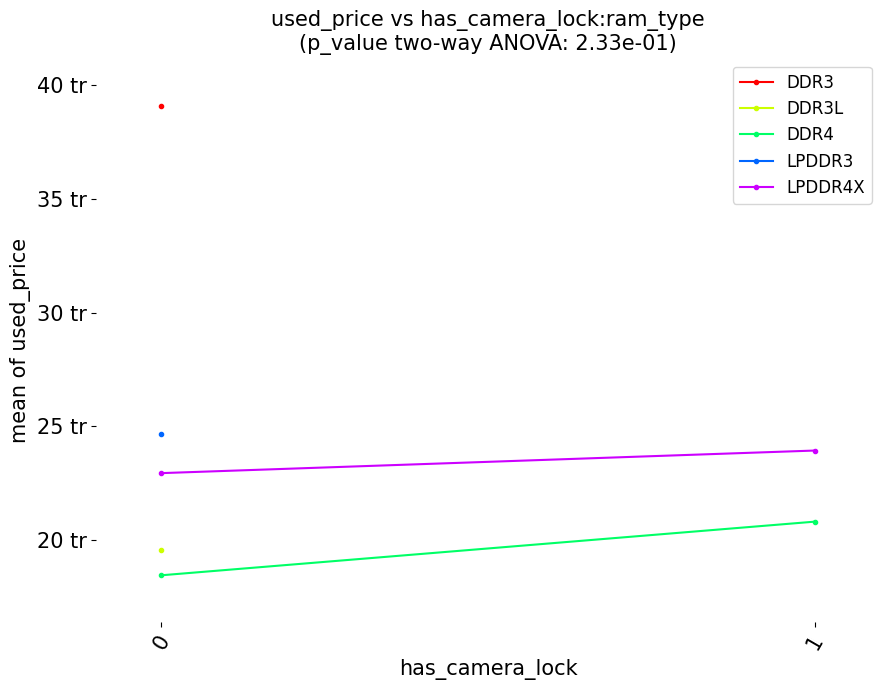 used_price vs has_camera_lock:ram_type
(p_value two-way ANOVA: 2.33e-01)
DDR3
DDR3L
DDR4
LPDDR3
LPDDR4X
mean of used_price
40 tr
35 tr
30 tr
25 tr
20 tr
0
1
has_camera_lock